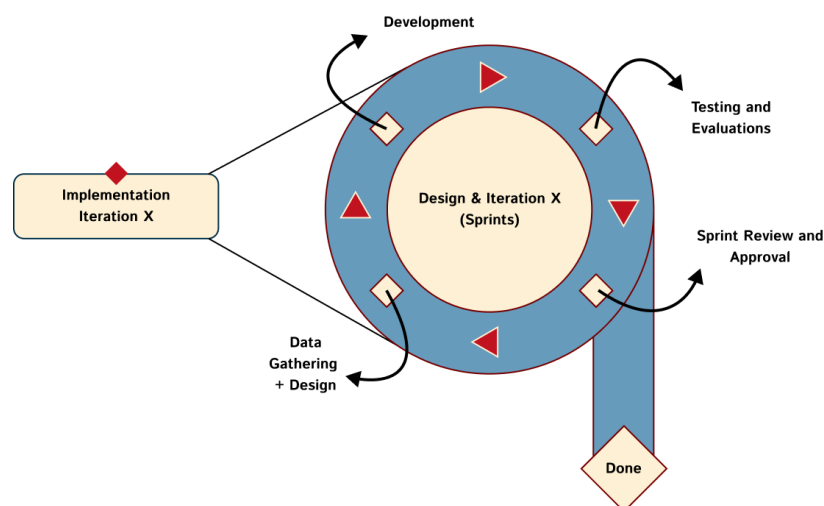 Development
Testing and
Evaluations
Implementation
Iteration X
Design & Iteration X
(Sprints)
Sprint Review and
Approval
Data
Gathering
+ Design
Done